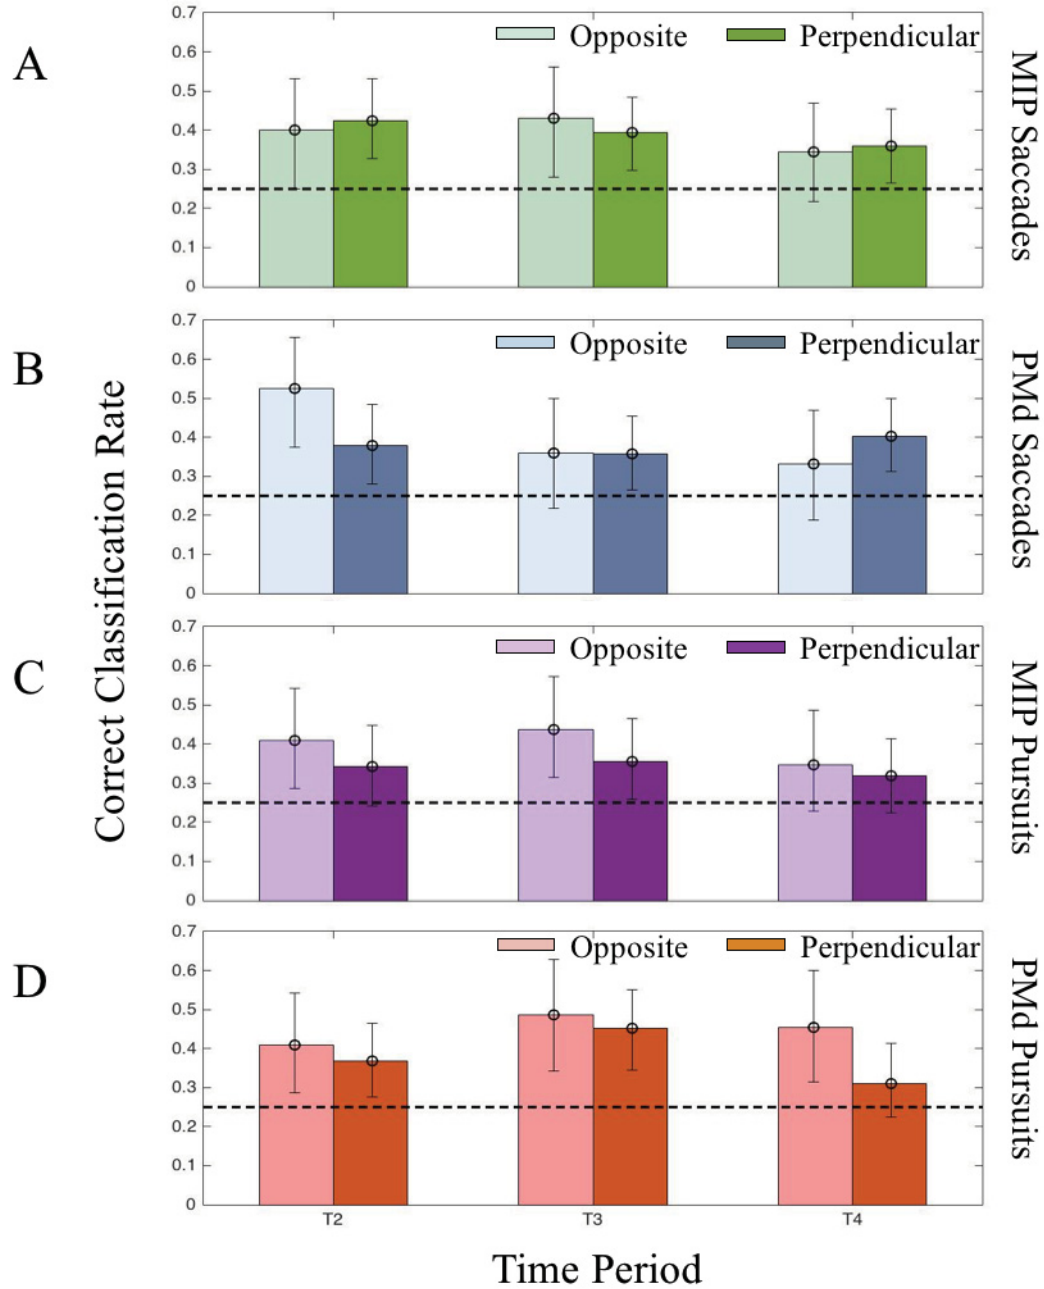 A
0.7
0.6
0.5
0.4
0.3
0.2
0.1
0
Opposite
Perpendicular
MIP Saccades
B
0.7
0.6
0.5
0.4
0.3
0.2
0.1
0
Opposite
Perpendicular
PMd Saccades
Correct Classification Rate
C
0.7
0.6
0.5
0.4
0.3
0.2
0.1
0
Opposite
Perpendicular
MIP Pursuits
D
0.7
0.6
0.5
0.4
0.3
0.2
0.1
0
Opposite
Perpendicular
PMd Pursuits
T2
T3
T4
Time Period